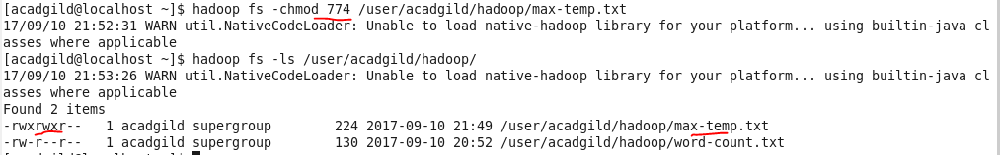 [acadgild@localhost ~]$ hadoop fs -chmod 774 /user/acadgild/hadoop/max-temp.txt
17/09/10 21:52:31 WARN util.NativeCodeLoader: Unable to load native-hadoop library for your platform... using builtin-java cl
asses where applicable
[acadgild@localhost ~]$ hadoop fs -ls /user/acadgild/hadoop/
17/09/10 21:53:26 WARN util.NativeCodeLoader: Unable to load native-hadoop library for your platform... using builtin-java cl
asses where applicable
Found 2 items
-rwxrwxr--   1 acadgild supergroup        224 2017-09-10 21:49 /user/acadgild/hadoop/max-temp.txt
-rw-r--r--   1 acadgild supergroup        130 2017-09-10 20:52 /user/acadgild/hadoop/word-count.txt